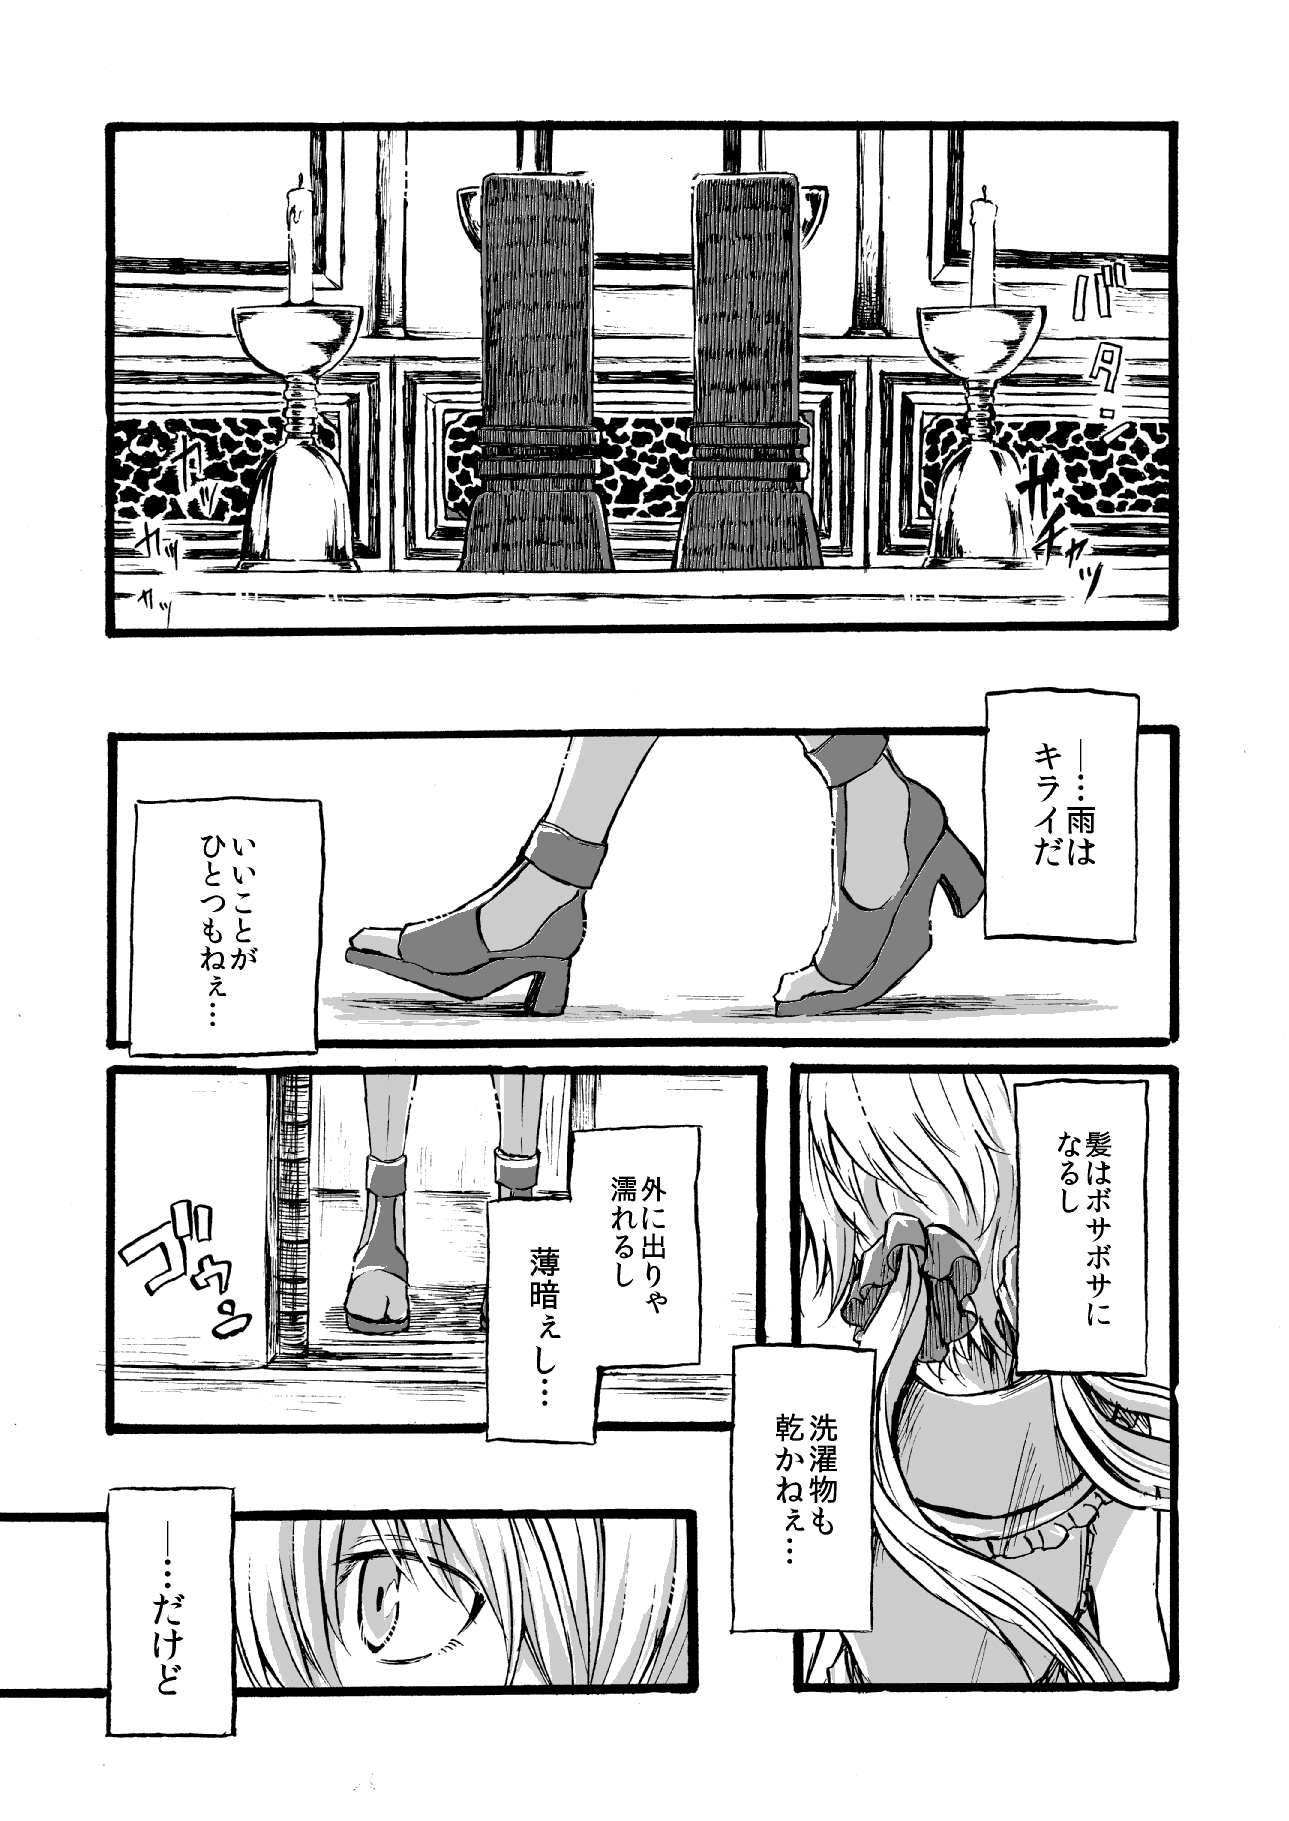 バタン
ガチャッ
カッ
カッ
カッ
―…雨は
キライだ
いいことが
ひとつもねぇ…
髪はボサボサに
なるし
洗濯物も
乾かねぇ…
外に出りゃ
濡れるし
薄暗ぇし…
ゴゥン
―…だけど